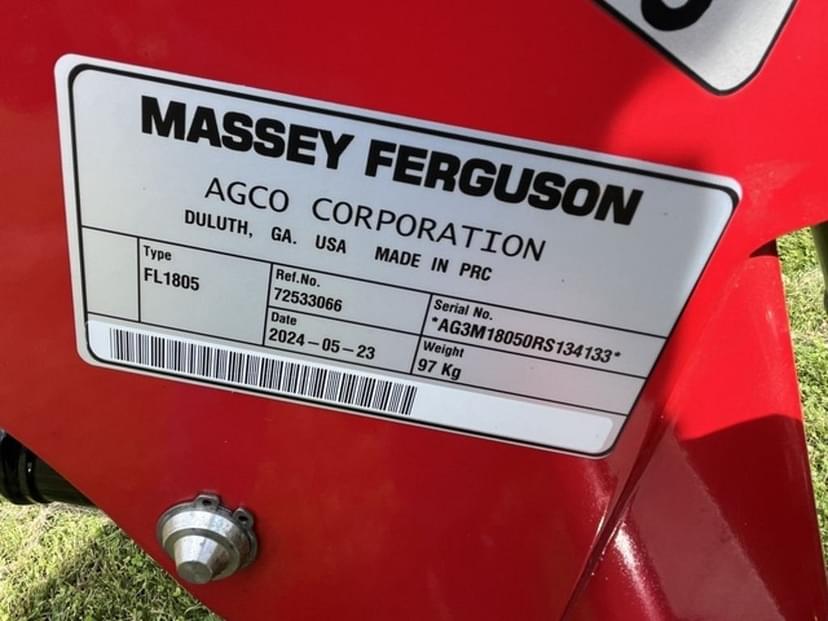 MASSEY FERGUSON
AGCO CORPORATION
DULUTH, GA. USA MADE IN PRC
Type
FL1805
Ref.No.
72533066
Serial No.
*AG3M18050RS134133*
Date
2024-05-23
Weight
97 Kg